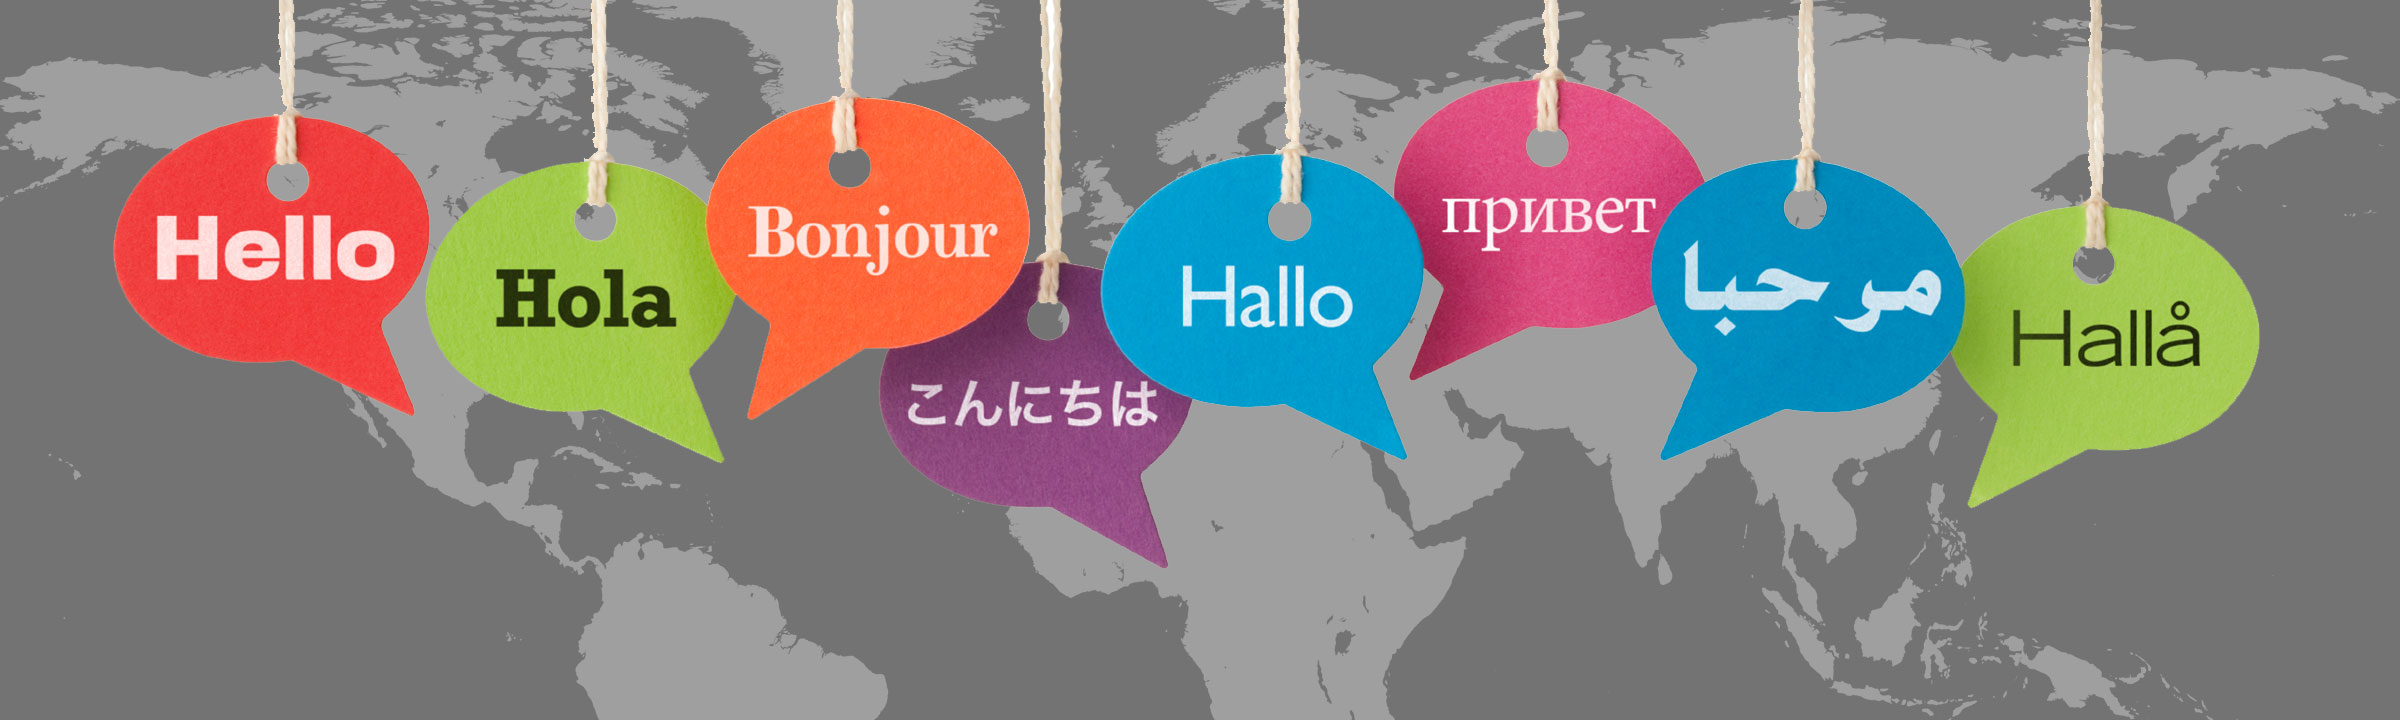 Hello
Hola
Bonjour
こんにちは
Hallo
привет
مرحبا
Hallå